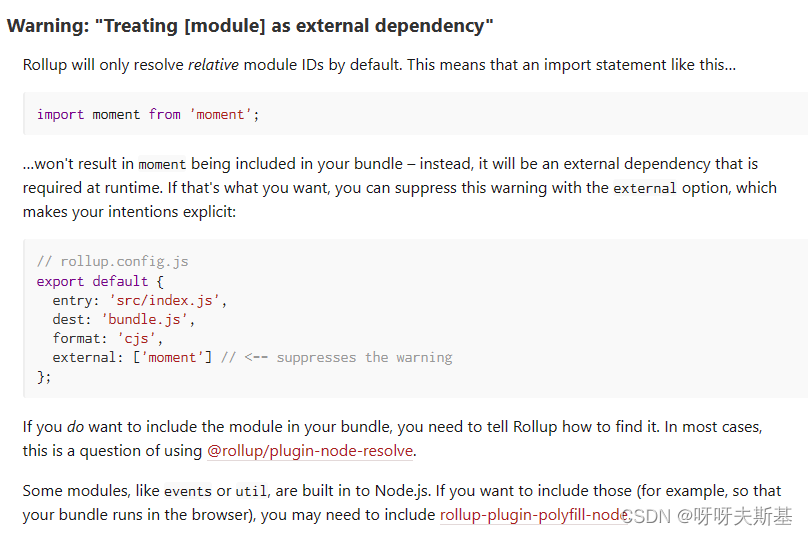 Warning: "Treating [module] as external dependency"
Rollup will only resolve relative module IDs by default. This means that an import statement like this…
import moment from 'moment';
…won't result in moment being included in your bundle – instead, it will be an external dependency that is
required at runtime. If that's what you want, you can suppress this warning with the external option, which
makes your intentions explicit:
// rollup.config.js
export default {
  entry: 'src/index.js',
  dest: 'bundle.js',
  format: 'cjs',
  external: ['moment'] // <-- suppresses the warning
};
If you do want to include the module in your bundle, you need to tell Rollup how to find it. In most cases,
this is a question of using @rollup/plugin-node-resolve.
Some modules, like events or util, are built in to Node.js. If you want to include those (for example, so that
your bundle runs in the browser), you may need to include rollup-plugin-polyfill-node.
CSDN @呀呀夫斯基